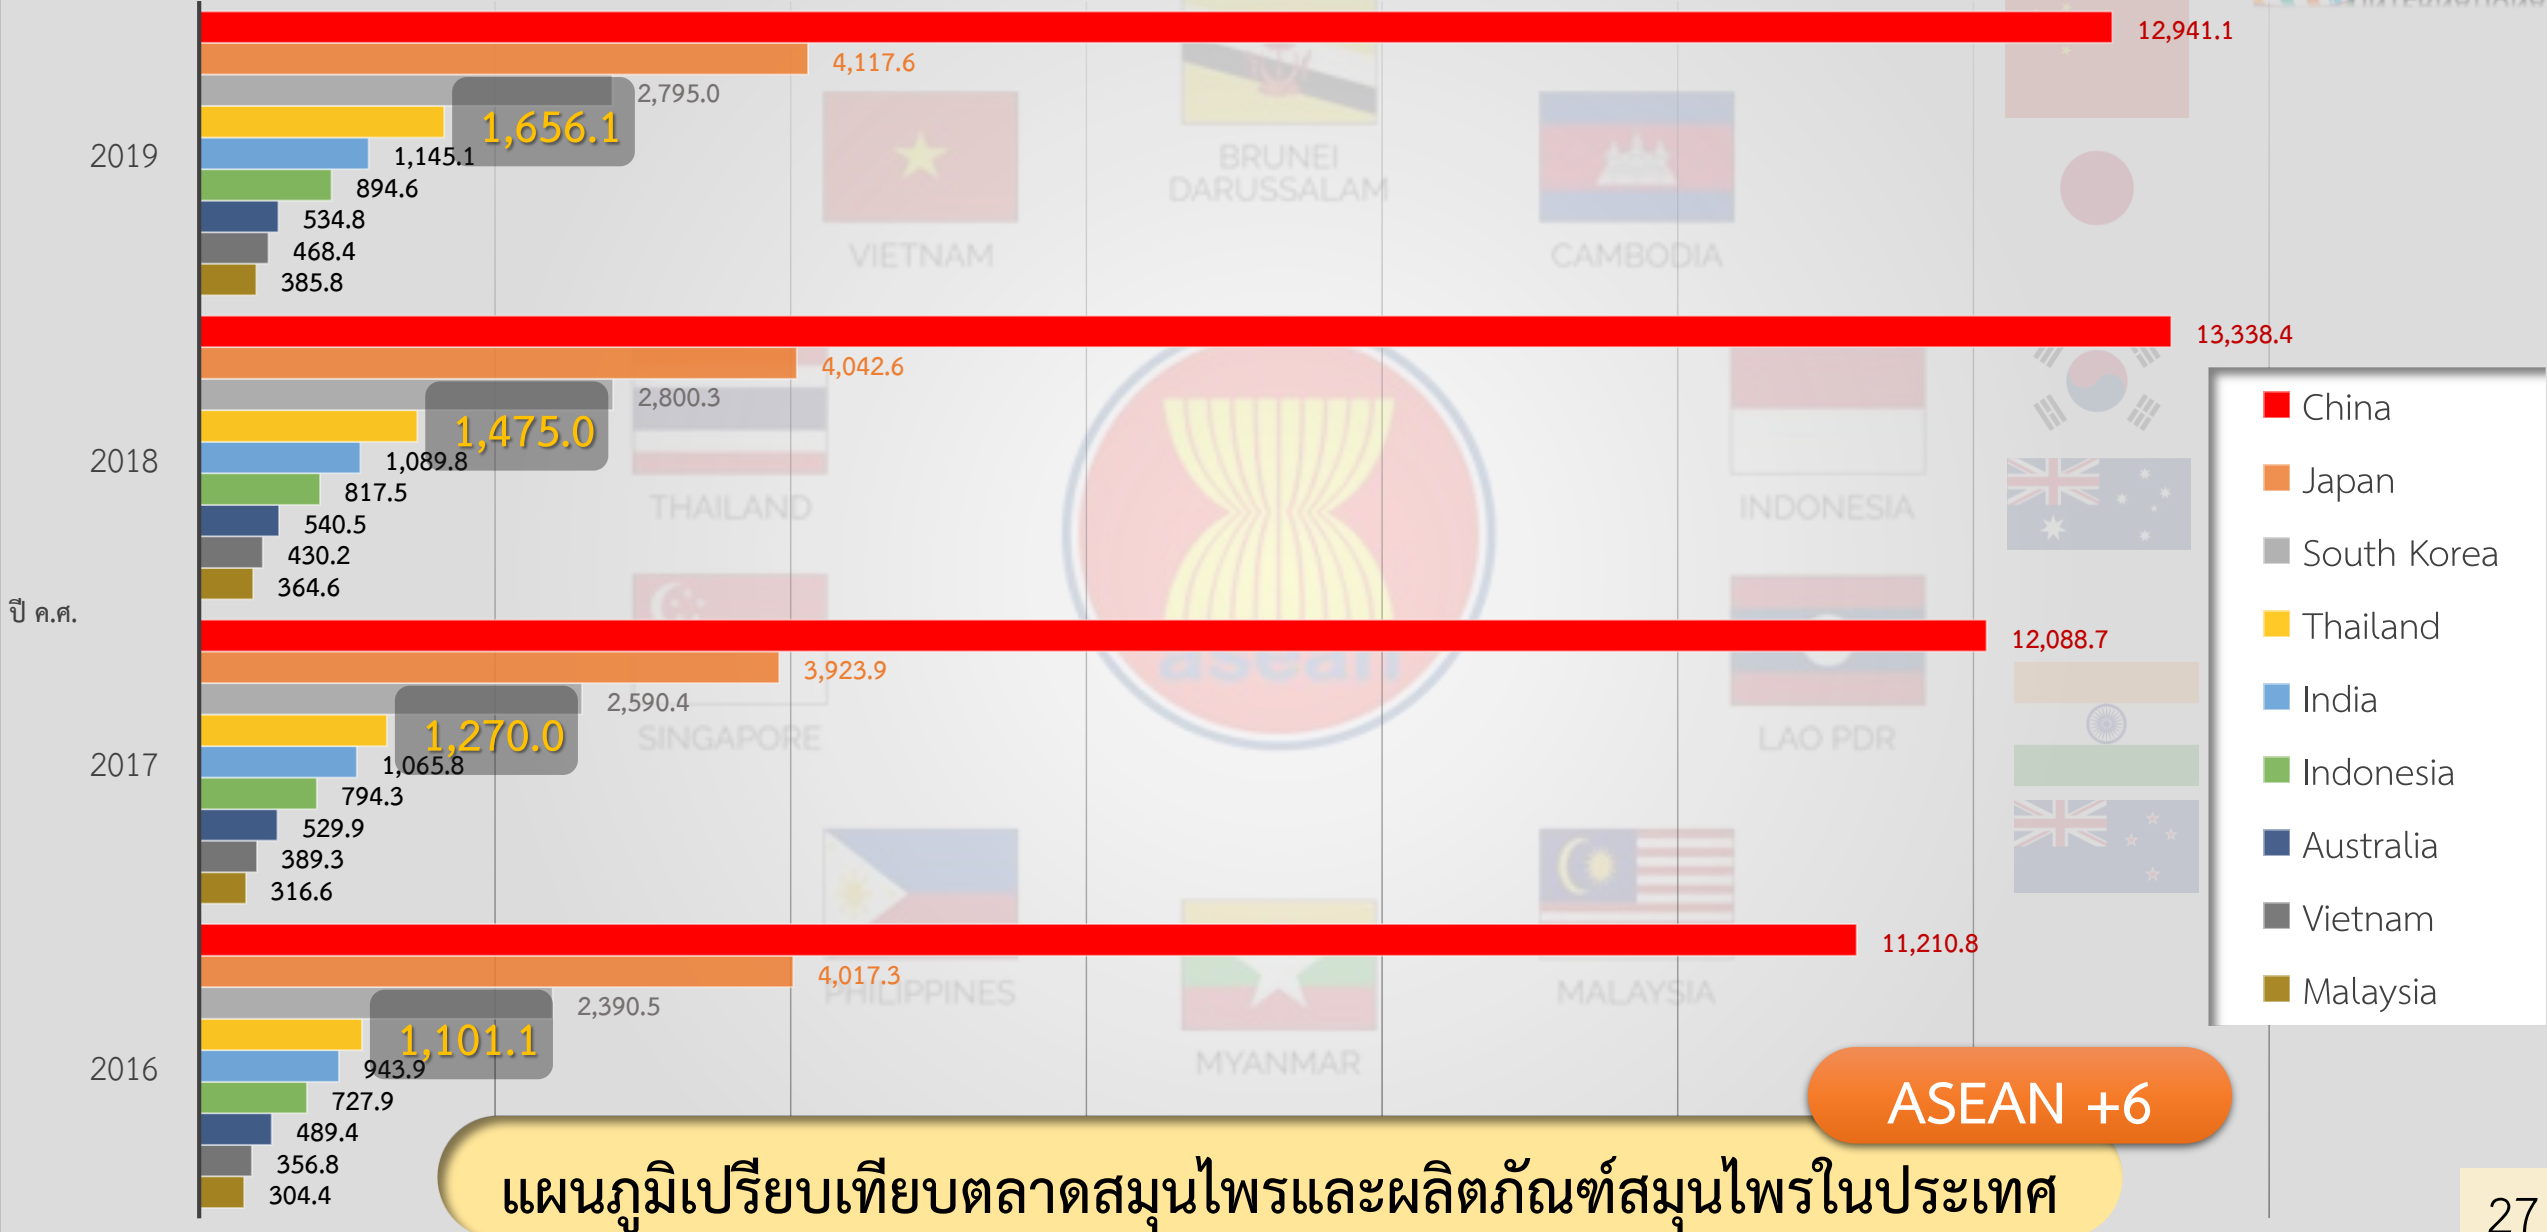 12,941.1
4,117.6
2,795.0
1,656.1
2019
1,145.1
894.6
534.8
468.4
385.8
VIETNAM
BRUNEI
DARUSSALAM
CAMBODIA
13,338.4
4,042.6
2,800.3
1,475.0
2018
1,089.8
817.5
540.5
430.2
364.6
THAILAND
INDONESIA
ปี ค.ศ.
12,088.7
3,923.9
2,590.4
1,270.0
2017
1,065.8
794.3
529.9
389.3
316.6
asean
SINGAPORE
LAO PDR
11,210.8
4,017.3
2,390.5
1,101.1
2016
943.9
727.9
489.4
356.8
304.4
PHILIPPINES
MYANMAR
MALAYSIA
China
Japan
South Korea
Thailand
India
Indonesia
Australia
Vietnam
Malaysia
ASEAN +6
แผนภูมิเปรียบเทียบตลาดสมุนไพรและผลิตภัณฑ์สมุนไพรในประเทศ
27